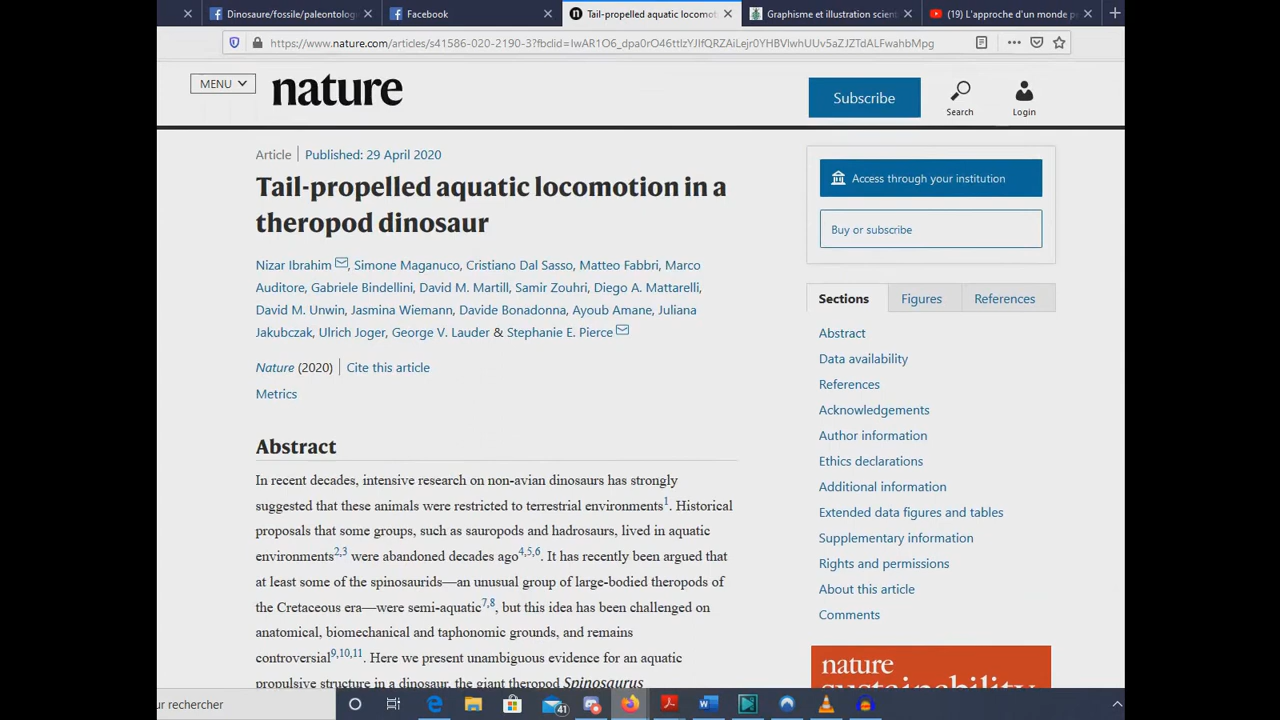 Dinosaure/fossile/paleontolog
Facebook
Tail-propelled aquatic locomoti
Graphisme et illustration scient
(19) L'approche d'un monde p
https://www.nature.com/articles/s41586-020-2190-3?fbclid=IwAR1O6_dpa0rO46ttlzYJIfQRZAiLejr0YHBVlwhUUv5aZJZTdALFwahbMpg
MENU
nature
Subscribe
Search
Login
Article
Published: 29 April 2020
Tail-propelled aquatic locomotion in a
theropod dinosaur
Nizar Ibrahim, Simone Maganuco, Cristiano Dal Sasso, Matteo Fabbri, Marco
Auditore, Gabriele Bindellini, David M. Martill, Samir Zouhri, Diego A. Mattarelli,
David M. Unwin, Jasmina Wiemann, Davide Bonadonna, Ayoub Amane, Juliana
Jakubczak, Ulrich Joger, George V. Lauder & Stephanie E. Pierce
Nature (2020)
Cite this article
Metrics
Abstract
In recent decades, intensive research on non-avian dinosaurs has strongly
suggested that these animals were restricted to terrestrial environments1. Historical
proposals that some groups, such as sauropods and hadrosaurs, lived in aquatic
environments2,3 were abandoned decades ago4,5,6. It has recently been argued that
at least some of the spinosaurids—an unusual group of large-bodied theropods of
the Cretaceous era—were semi-aquatic7,8, but this idea has been challenged on
anatomical, biomechanical and taphonomic grounds, and remains
controversial9,10,11. Here we present unambiguous evidence for an aquatic
propulsive structure in a dinosaur, the giant theropod Spinosaurus
Access through your institution
Buy or subscribe
Sections
Figures
References
Abstract
Data availability
References
Acknowledgements
Author information
Ethics declarations
Additional information
Extended data figures and tables
Supplementary information
Rights and permissions
About this article
Comments
nature
sustainability
ur rechercher
41